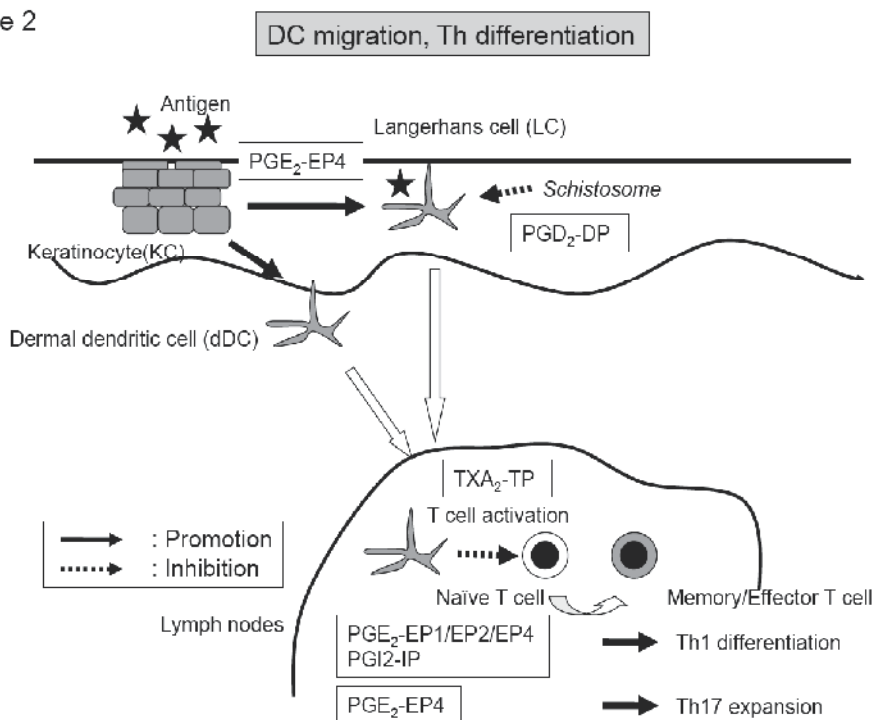 e 2
DC migration, Th differentiation
Antigen
Langerhans cell (LC)
PGE₂-EP4
Schistosome
PGD₂-DP
Keratinocyte(KC)
Dermal dendritic cell (dDC)
TXA₂-TP
T cell activation
: Promotion
: Inhibition
Naïve T cell
Memory/Effector T cell
Lymph nodes
PGE₂-EP1/EP2/EP4
PGI2-IP
Th1 differentiation
PGE₂-EP4
Th17 expansion